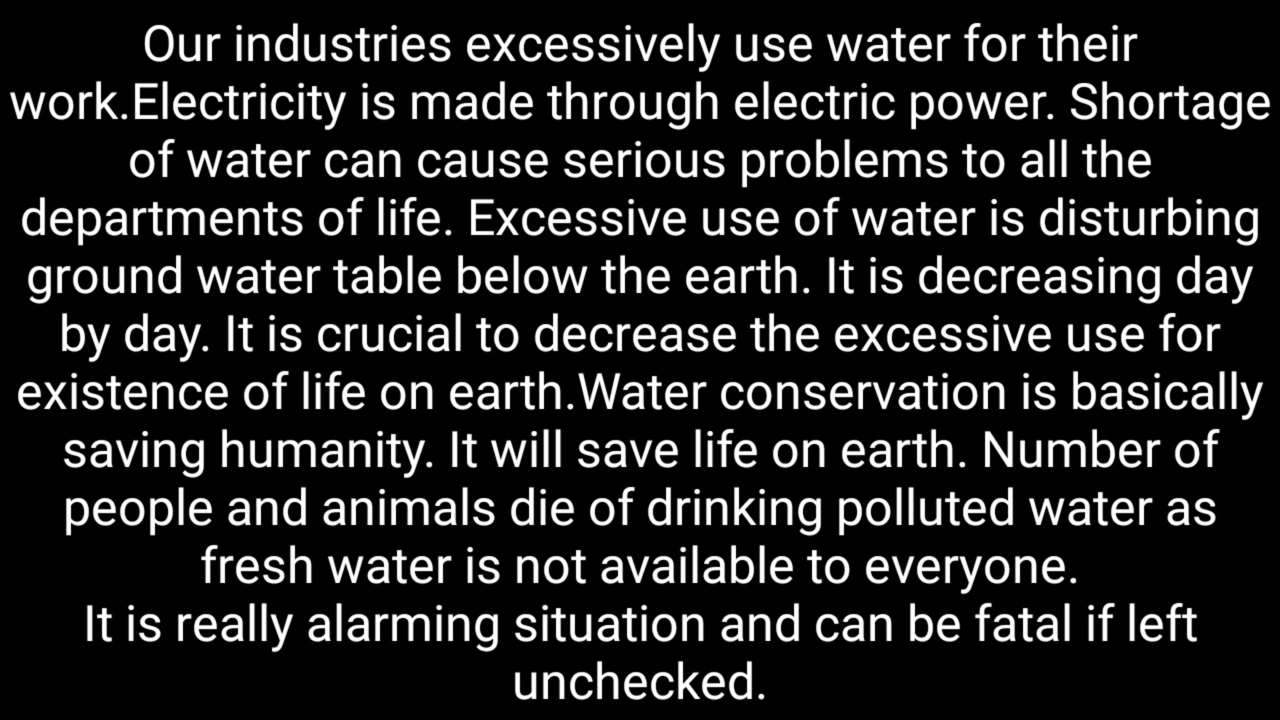 Our industries excessively use water for their
work.Electricity is made through electric power. Shortage
of water can cause serious problems to all the
departments of life. Excessive use of water is disturbing
ground water table below the earth. It is decreasing day
by day. It is crucial to decrease the excessive use for
existence of life on earth.Water conservation is basically
saving humanity. It will save life on earth. Number of
people and animals die of drinking polluted water as
fresh water is not available to everyone.
It is really alarming situation and can be fatal if left
unchecked.